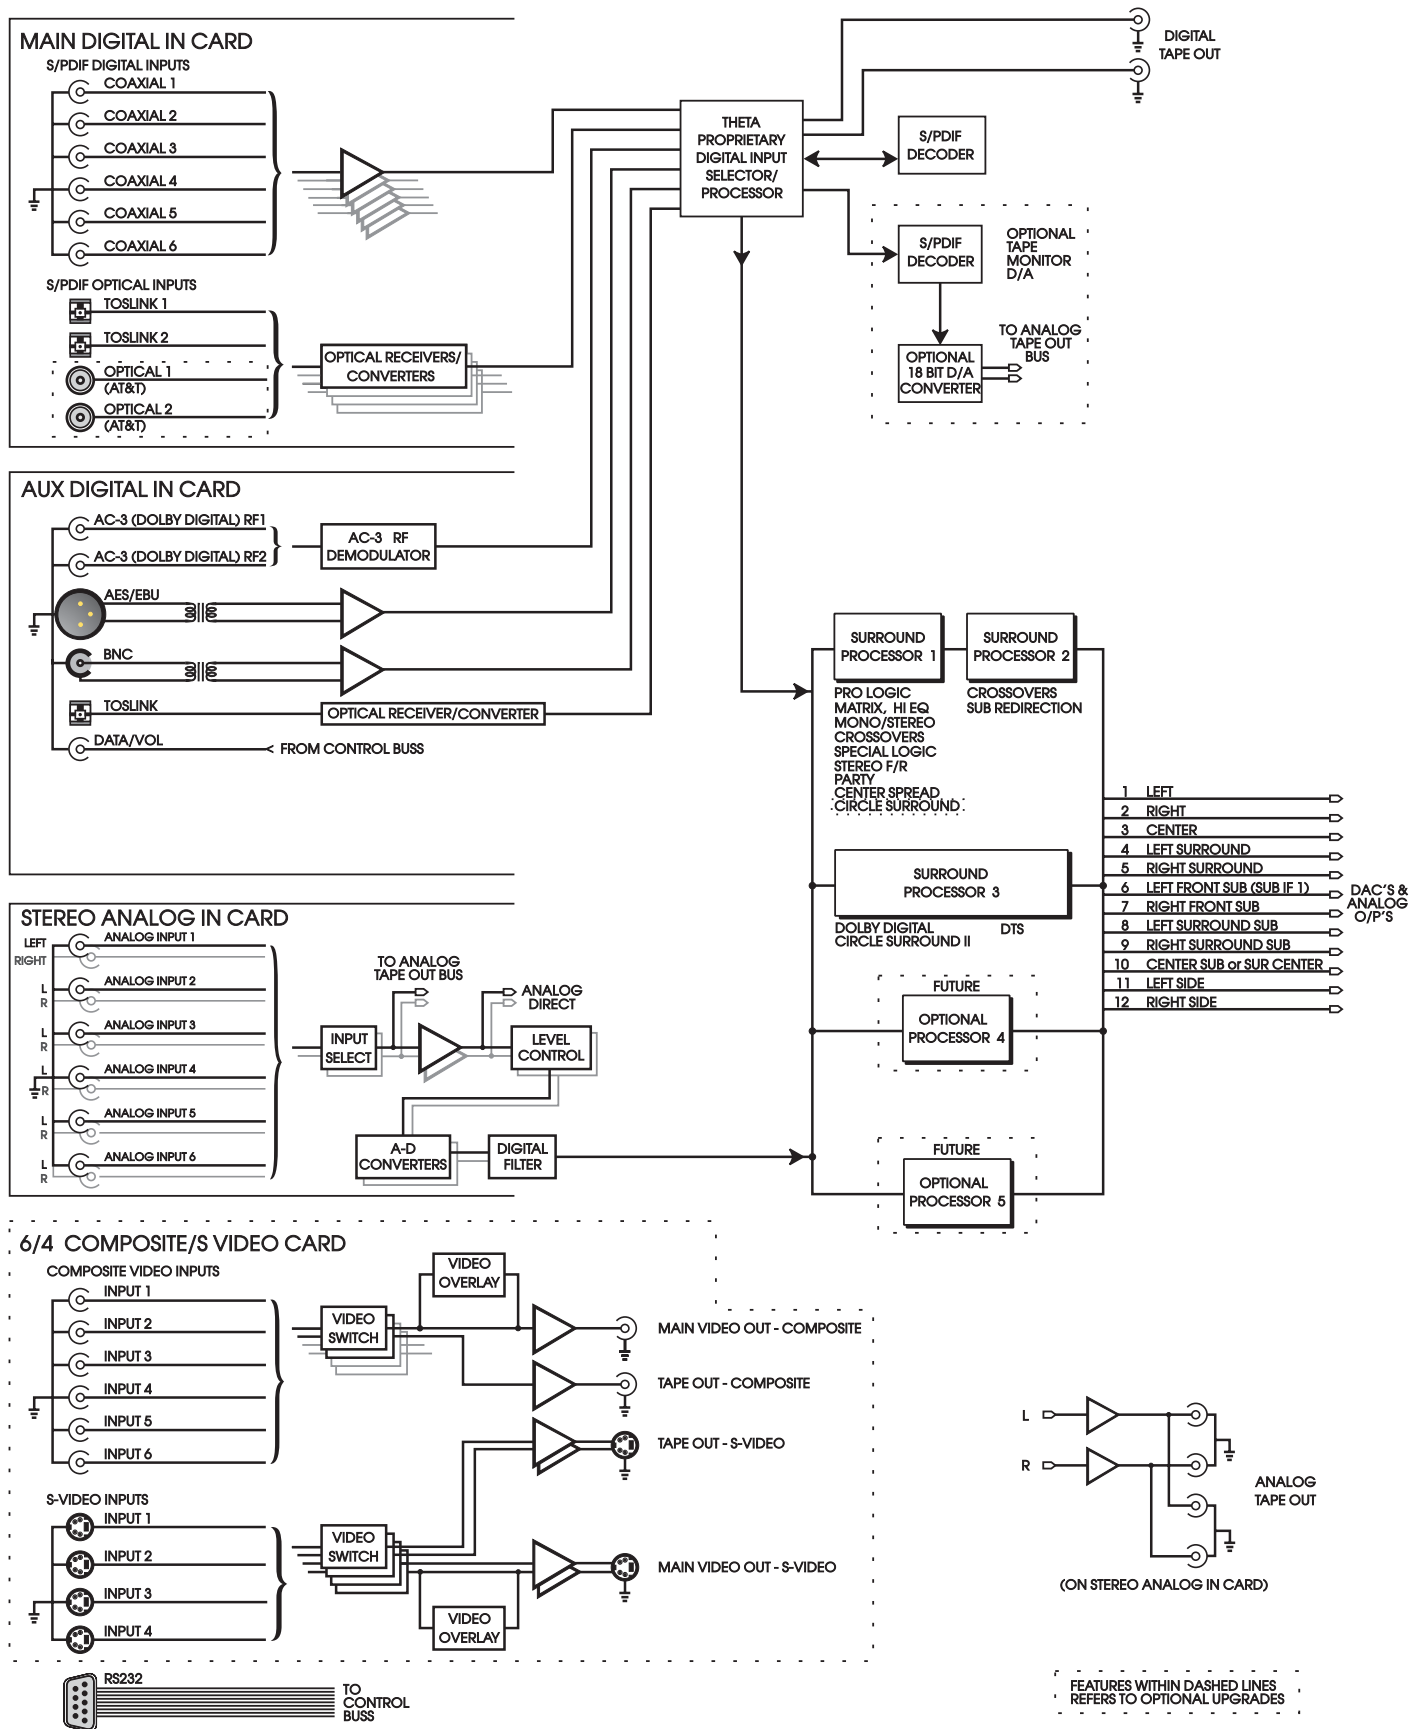 MAIN DIGITAL IN CARD
S/PDIF DIGITAL INPUTS
COAXIAL 1
COAXIAL 2
COAXIAL 3
COAXIAL 4
COAXIAL 5
COAXIAL 6
S/PDIF OPTICAL INPUTS
TOSLINK 1
TOSLINK 2
OPTICAL 1
(AT&T)
OPTICAL 2
(AT&T)
OPTICAL RECEIVERS/
CONVERTERS
THETA
PROPRIETARY
DIGITAL INPUT
SELECTOR/
PROCESSOR
DIGITAL
TAPE OUT
S/PDIF
DECODER
S/PDIF
DECODER
OPTIONAL
TAPE
MONITOR
D/A
TO ANALOG
TAPE OUT
BUS
OPTIONAL
18 BIT D/A
CONVERTER
AUX DIGITAL IN CARD
AC-3 (DOLBY DIGITAL) RF1
AC-3 (DOLBY DIGITAL) RF2
AC-3 RF
DEMODULATOR
AES/EBU
BNC
TOSLINK
OPTICAL RECEIVER/CONVERTER
DATA/VOL
< FROM CONTROL BUSS
SURROUND
PROCESSOR 1
SURROUND
PROCESSOR 2
PRO LOGIC
MATRIX, HI EQ
MONO/STEREO
CROSSOVERS
SPECIAL LOGIC
STEREO F/R
PARTY
CENTER SPREAD
CIRCLE SURROUND
CROSSOVERS
SUB REDIRECTION
SURROUND
PROCESSOR 3
DOLBY DIGITAL
CIRCLE SURROUND II
DTS
FUTURE
OPTIONAL
PROCESSOR 4
FUTURE
OPTIONAL
PROCESSOR 5
1 LEFT
2 RIGHT
3 CENTER
4 LEFT SURROUND
5 RIGHT SURROUND
6 LEFT FRONT SUB (SUB IF 1)
7 RIGHT FRONT SUB
8 LEFT SURROUND SUB
9 RIGHT SURROUND SUB
10 CENTER SUB or SUR CENTER
11 LEFT SIDE
12 RIGHT SIDE
DAC'S &
ANALOG
O/P'S
STEREO ANALOG IN CARD
LEFT
RIGHT
ANALOG INPUT 1
L
R
ANALOG INPUT 2
L
R
ANALOG INPUT 3
L
R
ANALOG INPUT 4
L
R
ANALOG INPUT 5
L
R
ANALOG INPUT 6
TO ANALOG
TAPE OUT BUS
ANALOG
DIRECT
INPUT
SELECT
LEVEL
CONTROL
A-D
CONVERTERS
DIGITAL
FILTER
6/4 COMPOSITE/S VIDEO CARD
COMPOSITE VIDEO INPUTS
INPUT 1
INPUT 2
INPUT 3
INPUT 4
INPUT 5
INPUT 6
VIDEO
SWITCH
VIDEO
OVERLAY
MAIN VIDEO OUT - COMPOSITE
TAPE OUT - COMPOSITE
TAPE OUT - S-VIDEO
S-VIDEO INPUTS
INPUT 1
INPUT 2
INPUT 3
INPUT 4
VIDEO
SWITCH
VIDEO
OVERLAY
MAIN VIDEO OUT - S-VIDEO
L
R
ANALOG
TAPE OUT
(ON STEREO ANALOG IN CARD)
RS232
TO
CONTROL
BUSS
FEATURES WITHIN DASHED LINES
REFERS TO OPTIONAL UPGRADES